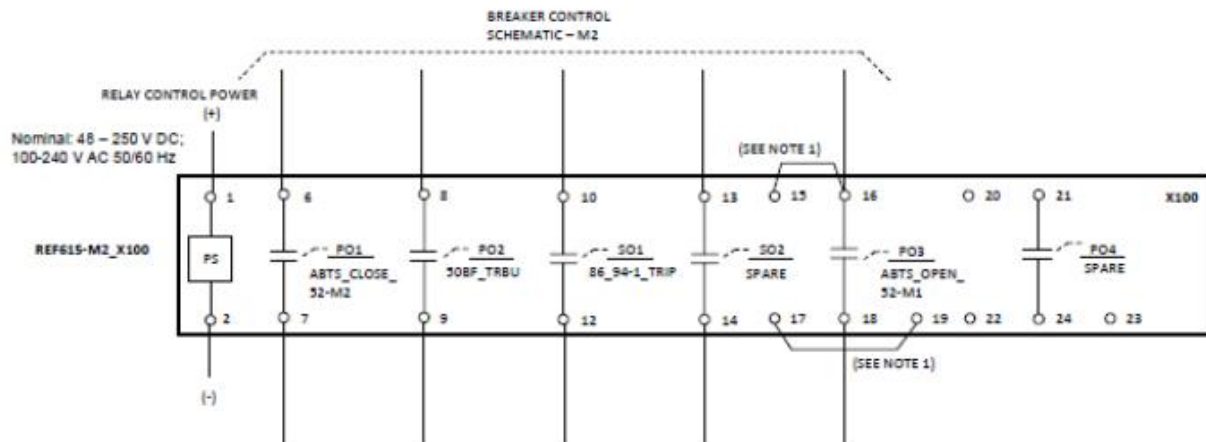 BREAKER CONTROL
SCHEMATIC – M2
RELAY CONTROL POWER
(+)
Nominal: 48 – 250 V DC;
100-240 V AC 50/60 Hz
(SEE NOTE 1)
1
6
8
10
13
15
16
20
21
X100
REF615-M2_X100
PS
PO1
ABTS_CLOSE_
52-M2
PO2
50BF_TRBU
SO1
86_94-1_TRIP
SO2
SPARE
PO3
ABTS_OPEN_
52-M1
PO4
SPARE
2
7
9
12
14
17
18
19
22
24
23
(SEE NOTE 1)
(-)